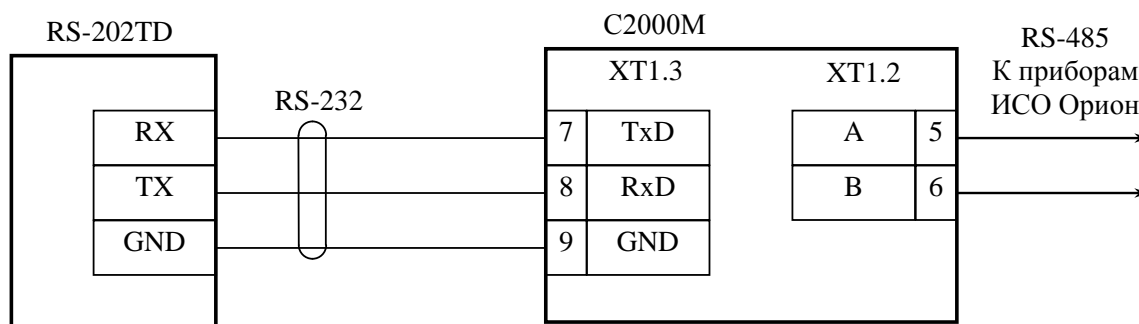 RS-202TD
RX
TX
GND
RS-232
C2000M
XT1.3
7 TxD
8 RxD
9 GND
XT1.2
A 5
B 6
RS-485
К приборам
ИСО Орион